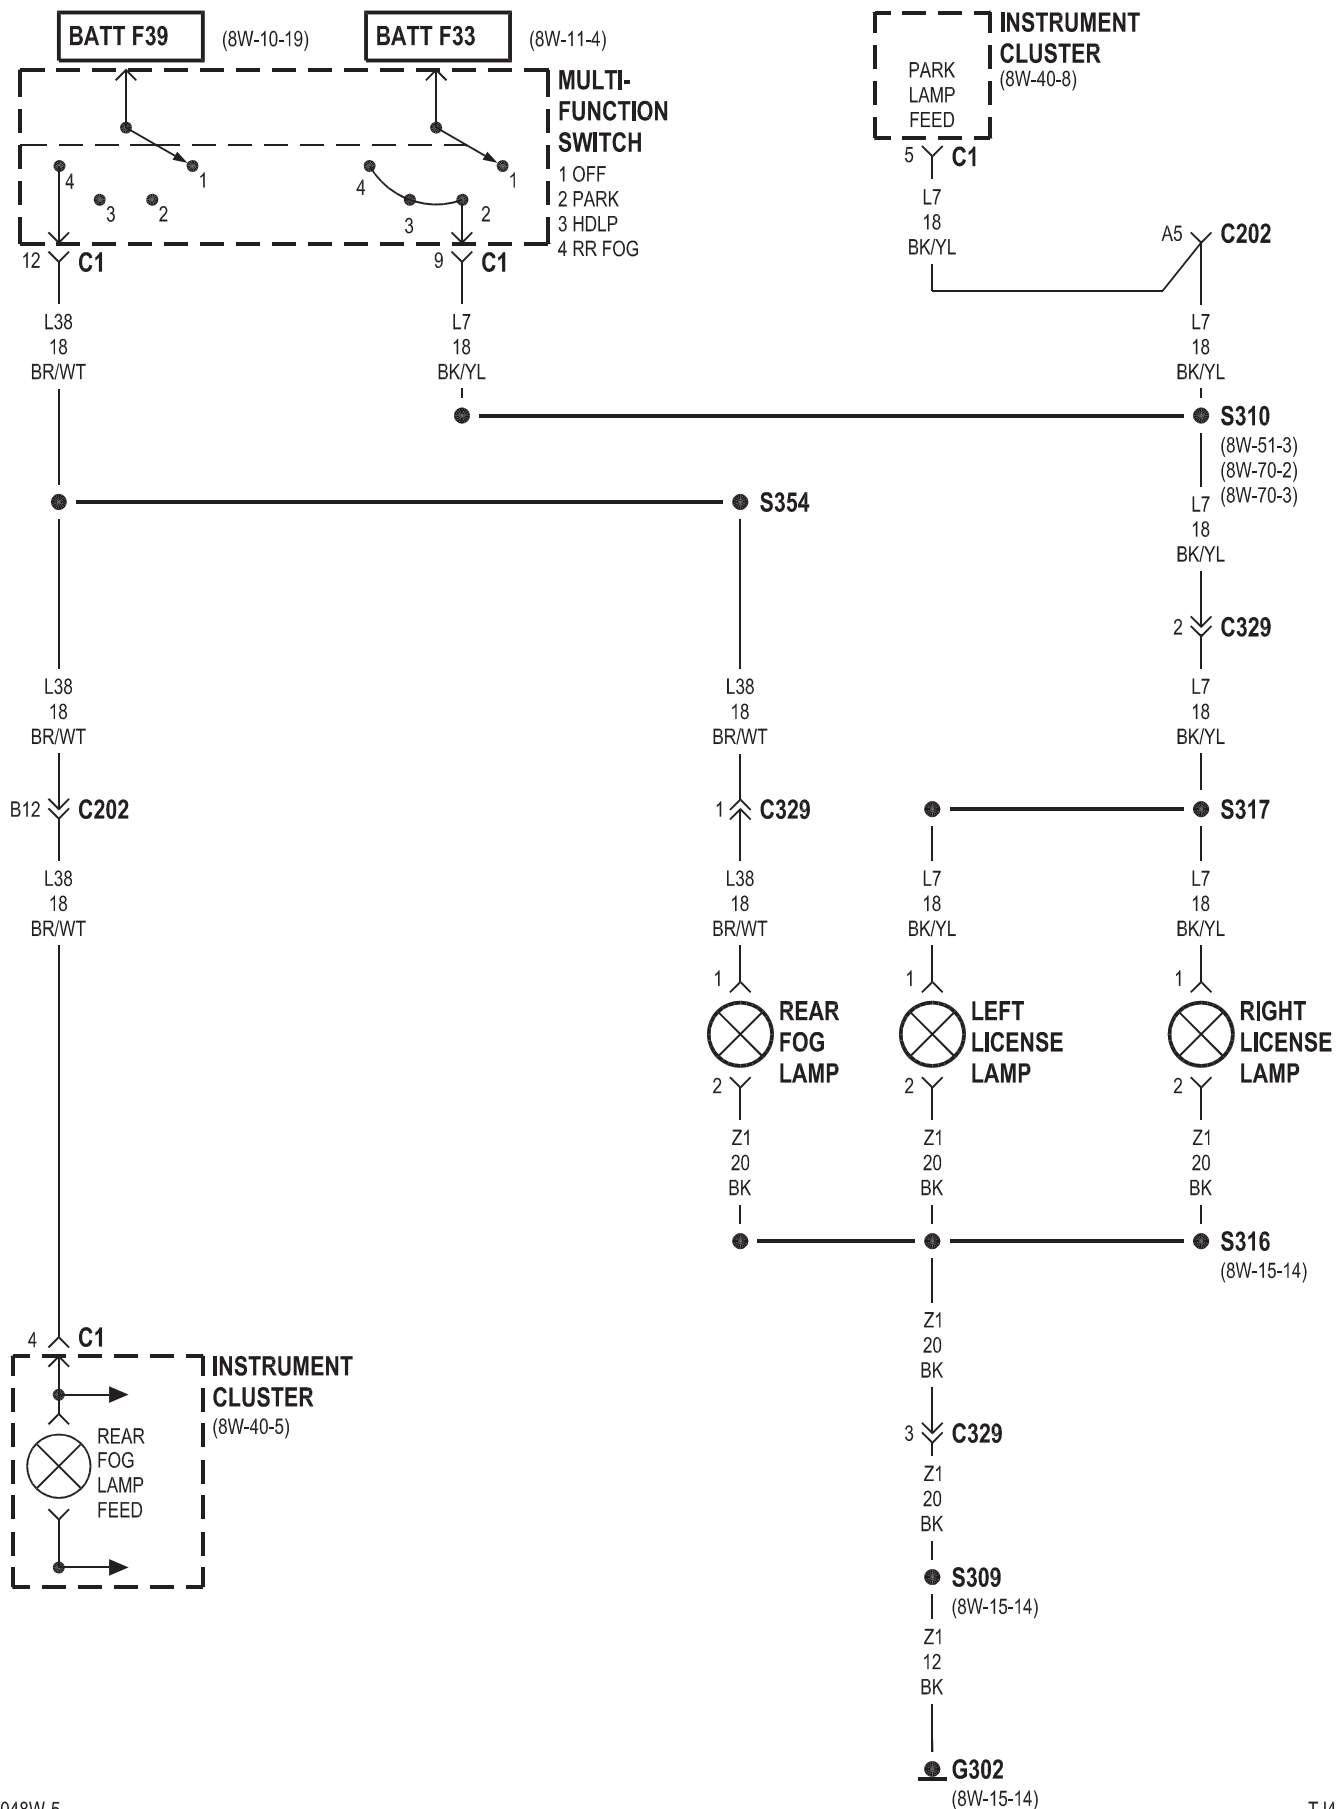 BATT F39
(8W-10-19)
BATT F33
(8W-11-4)
MULTI-
FUNCTION
SWITCH
1 OFF
2 PARK
3 HDLP
4 RR FOG
4
3
2
1
4
3
2
1
12
C1
9
C1
INSTRUMENT
CLUSTER
(8W-40-8)
PARK
LAMP
FEED
5
C1
L7
18
BK/YL
A5
C202
L38
18
BR/WT
L7
18
BK/YL
L7
18
BK/YL
S310
(8W-51-3)
(8W-70-2)
(8W-70-3)
S354
L7
18
BK/YL
2
C329
L38
18
BR/WT
L38
18
BR/WT
L7
18
BK/YL
B12
C202
1
C329
S317
L38
18
BR/WT
L38
18
BR/WT
L7
18
BK/YL
L7
18
BK/YL
1
REAR
FOG
LAMP
2
1
LEFT
LICENSE
LAMP
2
1
RIGHT
LICENSE
LAMP
2
Z1
20
BK
Z1
20
BK
Z1
20
BK
S316
(8W-15-14)
Z1
20
BK
4
C1
INSTRUMENT
CLUSTER
(8W-40-5)
REAR
FOG
LAMP
FEED
3
C329
Z1
20
BK
S309
(8W-15-14)
Z1
12
BK
G302
(8W-15-14)